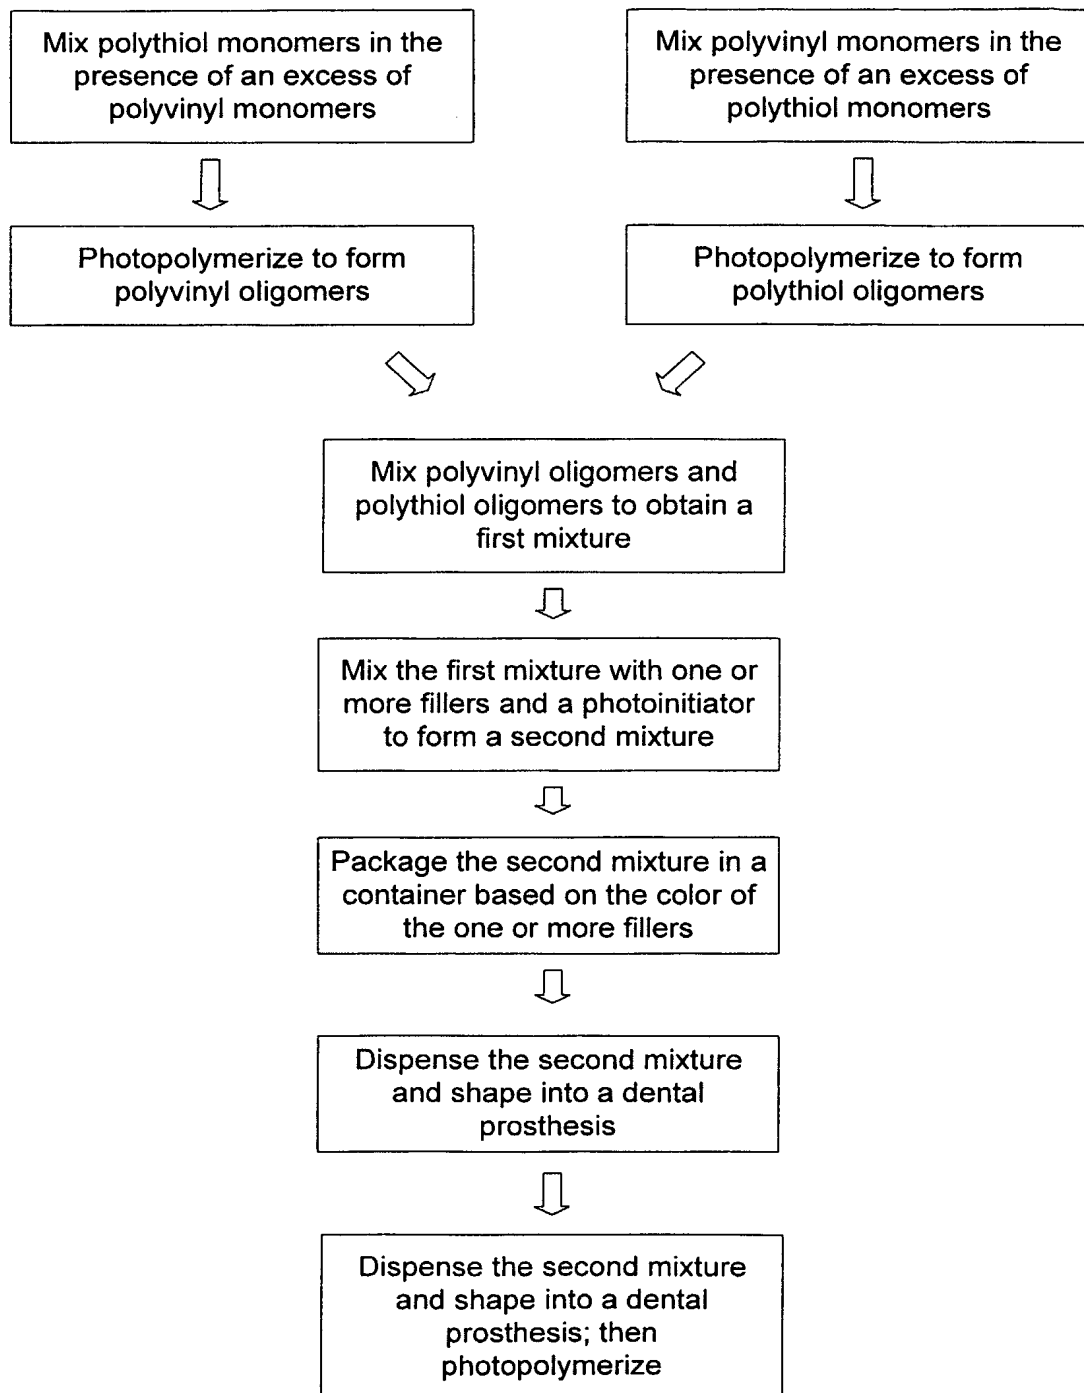 Mix polythiol monomers in the
presence of an excess of
polyvinyl monomers
Mix polyvinyl monomers in the
presence of an excess of
polythiol monomers
Photopolymerize to form
polyvinyl oligomers
Photopolymerize to form
polythiol oligomers
Mix polyvinyl oligomers and
polythiol oligomers to obtain a
first mixture
Mix the first mixture with one or
more fillers and a photoinitiator
to form a second mixture
Package the second mixture in a
container based on the color of
the one or more fillers
Dispense the second mixture
and shape into a dental
prosthesis
Dispense the second mixture
and shape into a dental
prosthesis; then
photopolymerize